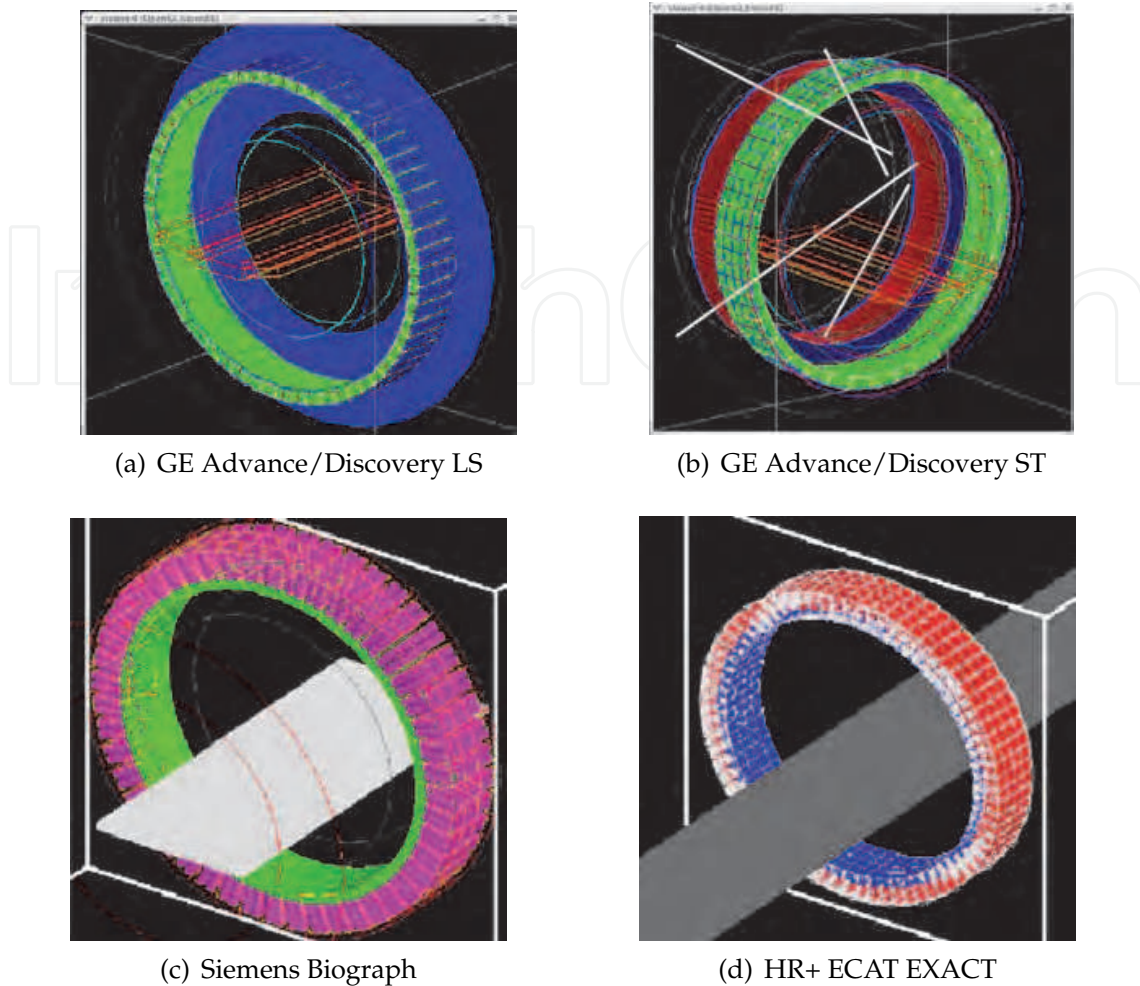 (a) GE Advance/Discovery LS
(b) GE Advance/Discovery ST
(c) Siemens Biograph
(d) HR+ ECAT EXACT